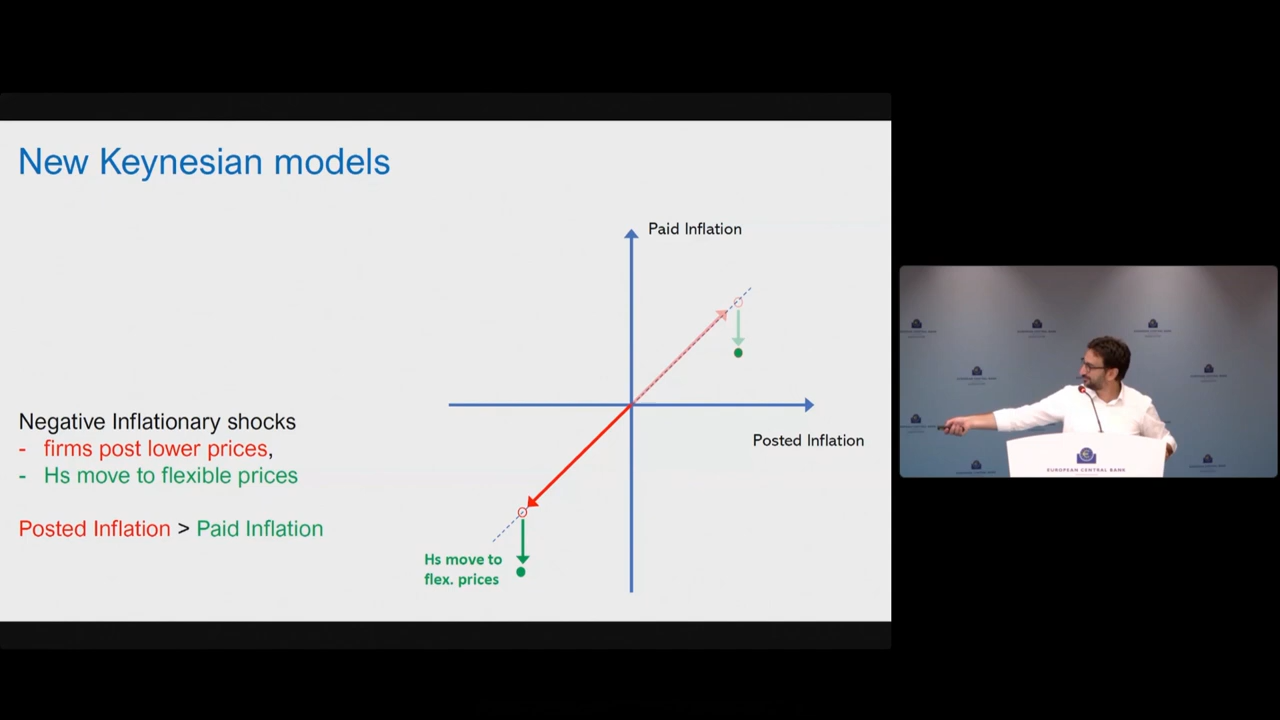 New Keynesian models
Paid Inflation
Posted Inflation
Negative Inflationary shocks
- firms post lower prices,
- Hs move to flexible prices
Posted Inflation > Paid Inflation
Hs move to
flex. prices
EUROPEAN CENTRAL BANK